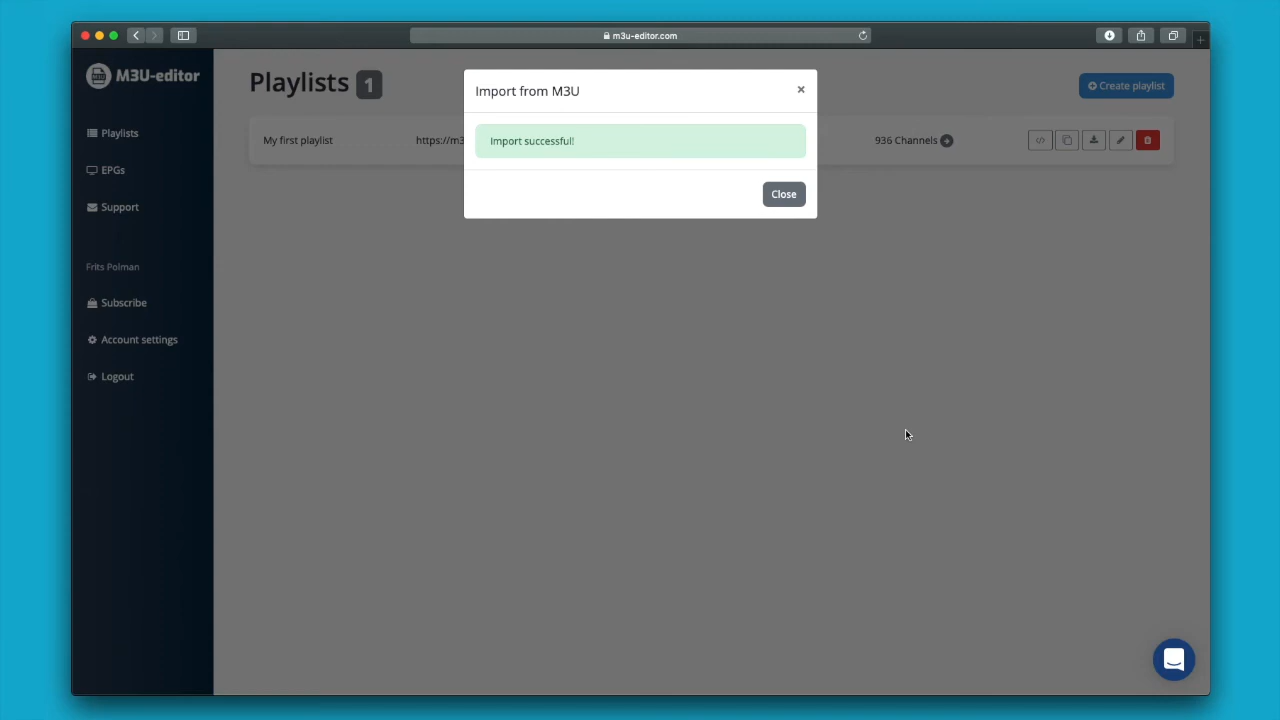 m3u-editor.com
M3U-editor
Playlists 1
Create playlist
Import from M3U
×
Import successful!
Close
My first playlist
https://m3
936 Channels
Playlists
EPGs
Support
Frits Polman
Subscribe
Account settings
Logout